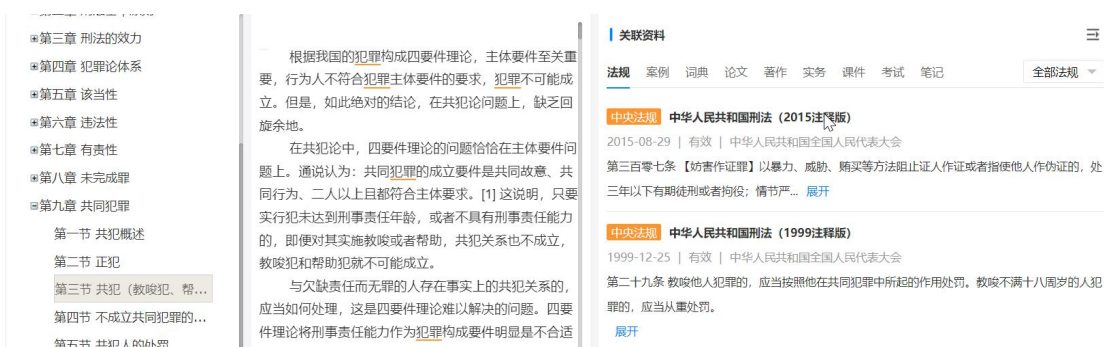 第三章 刑法的效力
第四章 犯罪论体系
第五章 该当性
第六章 违法性
第七章 有责性
第八章 未完成罪
第九章 共同犯罪
第一节 共犯概述
第二节 正犯
第三节 共犯（教唆犯、帮...
第四节 不成立共同犯罪的...
第五节 共犯人的处罚
根据我国的犯罪构成四要件理论，主体要件至关重
要，行为人不符合犯罪主体要件的要求，犯罪不可能成
立。但是，如此绝对的结论，在共犯论问题上，缺乏回
旋余地。
在共犯论中，四要件理论的问题恰恰在主体要件问
题上。通说认为：共同犯罪的成立要件是共同故意、共
同行为、二人以上且都符合主体要求。[1] 这说明，只要
实行犯未达到刑事责任年龄，或者不具有刑事责任能力
的，即便对其实施教唆或者帮助，共犯关系也不成立，
教唆犯和帮助犯就不可能成立。
与欠缺责任而无罪的人存在事实上的共犯关系的，
应当如何处理，这是四要件理论难以解决的问题。四要
件理论将刑事责任能力作为犯罪构成要件明显是不合适
关联资料
法规 案例 词典 论文 著作 实务 课件 考试 笔记 全部法规
中央法规 中华人民共和国刑法（2015注释版）
2015-08-29 | 有效 | 中华人民共和国全国人民代表大会
第三百零七条 【妨害作证罪】以暴力、威胁、贿买等方法阻止证人作证或者指使他人作伪证的，处
三年以下有期徒刑或者拘役；情节严... 展开
中央法规 中华人民共和国刑法（1999注释版）
1999-12-25 | 有效 | 中华人民共和国全国人民代表大会
第二十九条 教唆他人犯罪的，应当按照他在共同犯罪中所起的作用处罚。教唆不满十八周岁的人犯
罪的，应当从重处罚。
展开